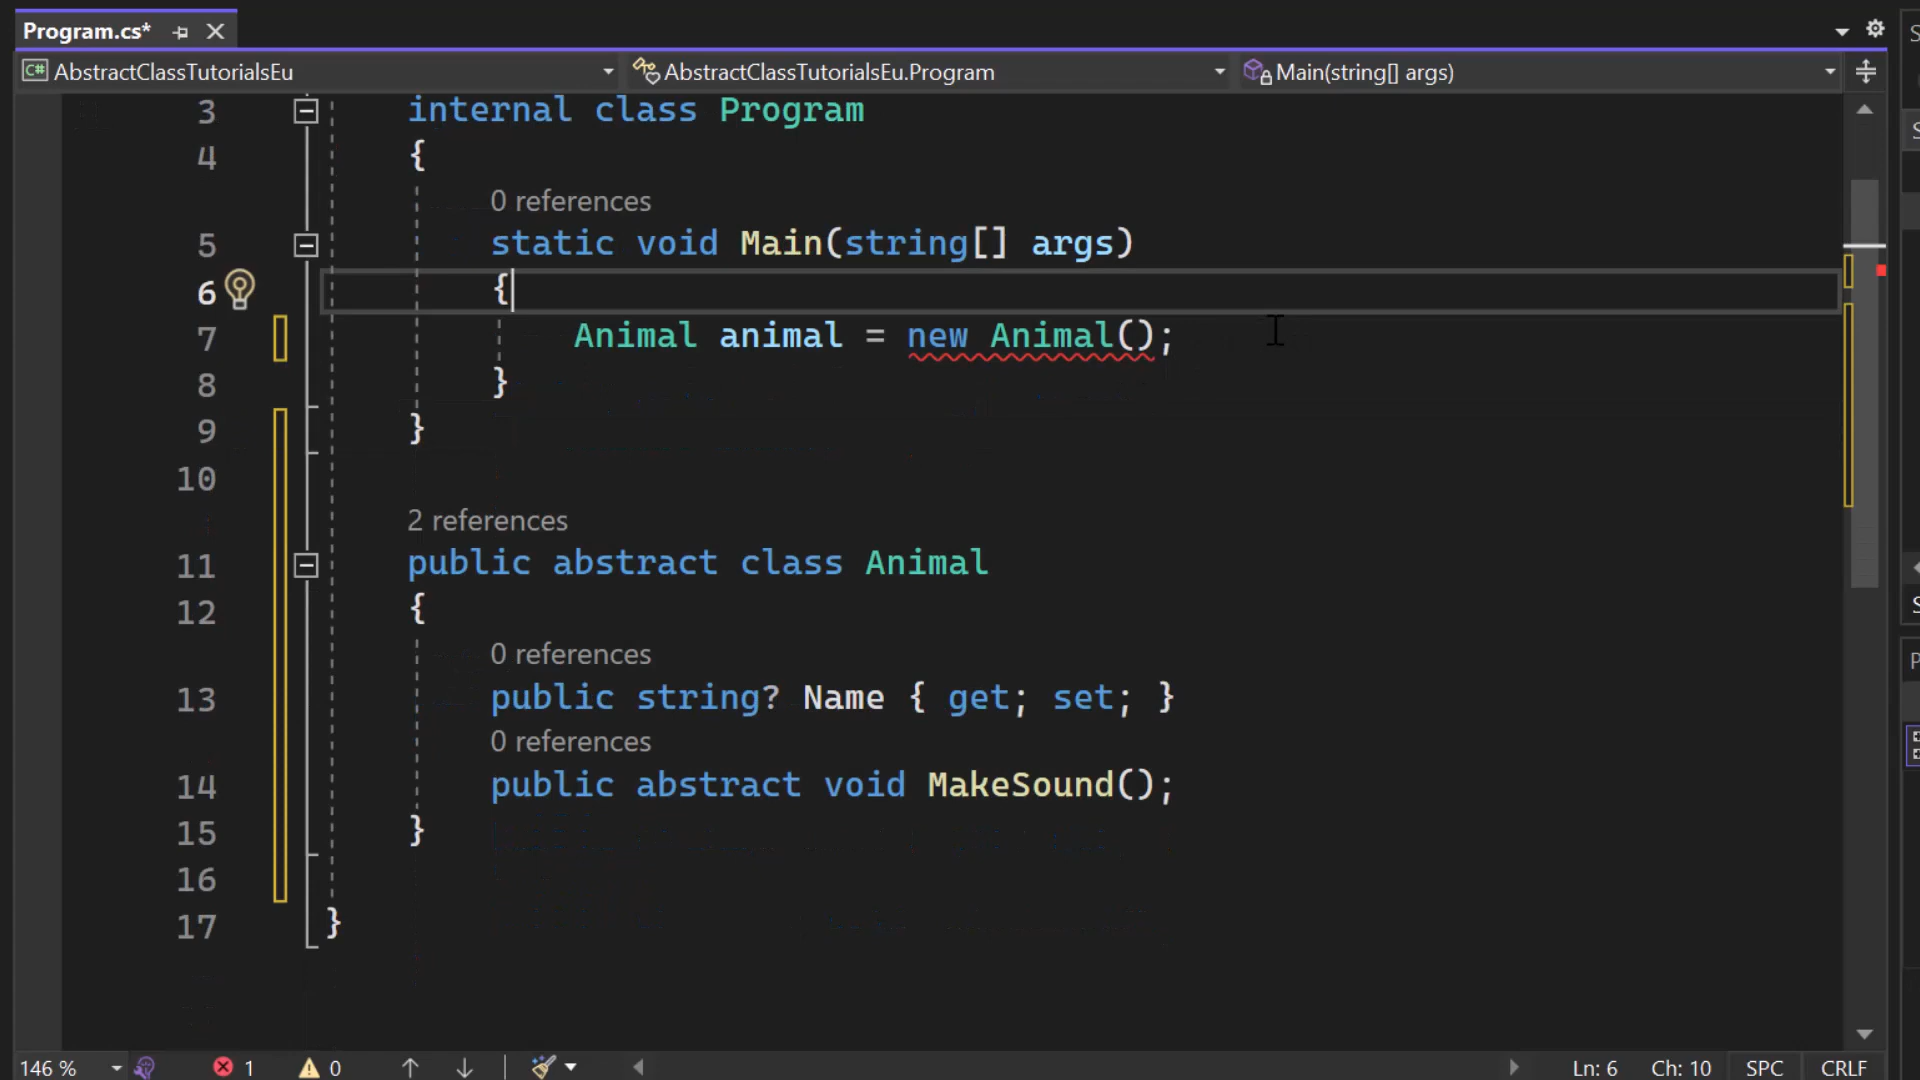 Program.cs*
AbstractClassTutorialsEu AbstractClassTutorialsEu.Program Main(string[] args)
3 internal class Program
4 {
0 references
5 static void Main(string[] args)
6 {
7 Animal animal = new Animal();
8 }
9 }
10
2 references
11 public abstract class Animal
12 {
0 references
13 public string? Name { get; set; }
0 references
14 public abstract void MakeSound();
15 }
16
17 }
146 % 1 0 Ln: 6 Ch: 10 SPC CRLF